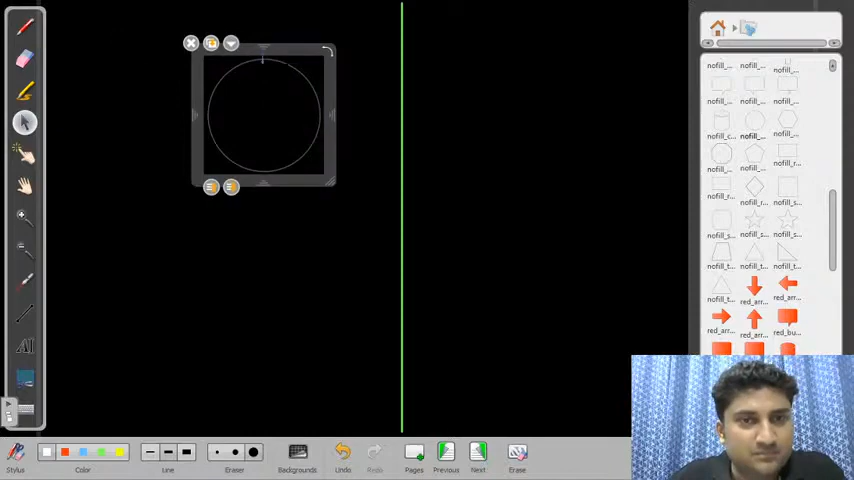 nofill_... nofill_... nofill_...
nofill_... nofill_... nofill_...
nofill_c... nofill_... nofill_...
nofill_... nofill_... nofill_r...
nofill_r... nofill_r... nofill_s...
nofill_s... nofill_s... nofill_s...
nofill_t... nofill_t... nofill_t...
nofill_t... red_arr... red_arr...
red_arr... red_arr... red_bu...
AI
Stylus Color Line Eraser Backgrounds Undo Redo Pages Previous Next Erase